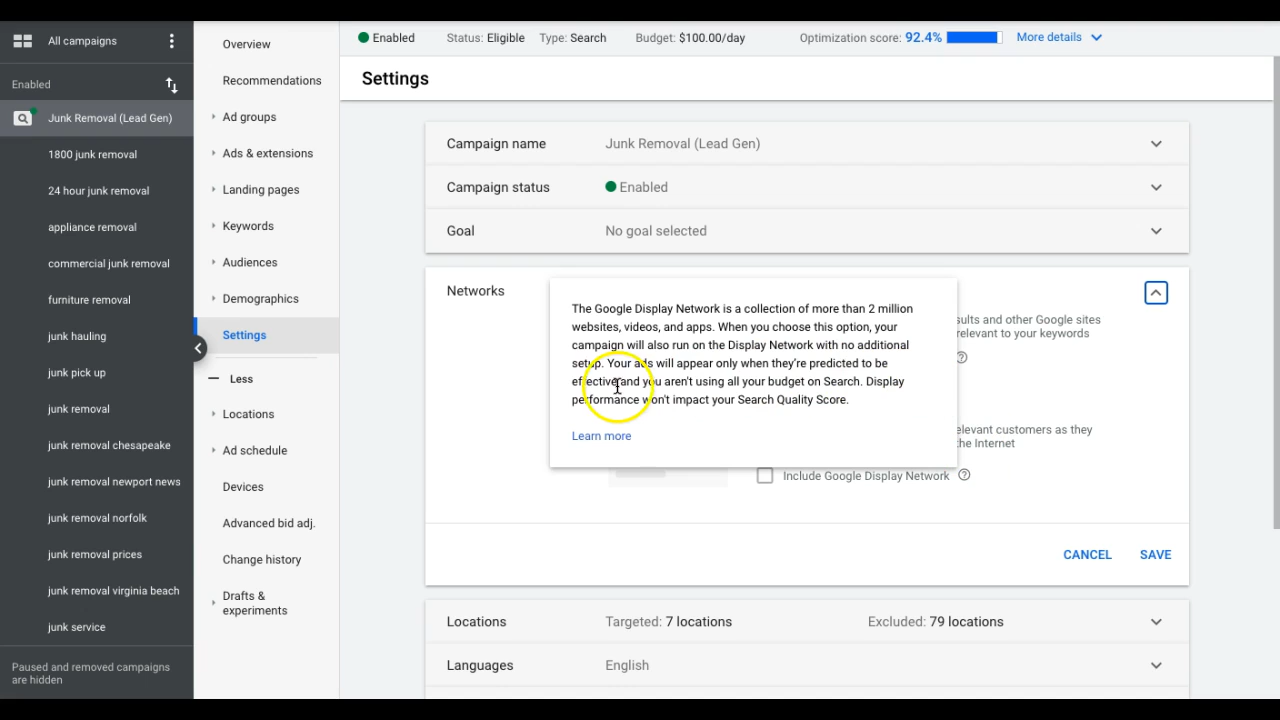 All campaigns
Enabled
Junk Removal (Lead Gen)
1800 junk removal
24 hour junk removal
appliance removal
commercial junk removal
furniture removal
junk hauling
junk pick up
junk removal
junk removal chesapeake
junk removal newport news
junk removal norfolk
junk removal prices
junk removal virginia beach
junk service
Paused and removed campaigns
are hidden
Overview
Recommendations
Ad groups
Ads & extensions
Landing pages
Keywords
Audiences
Demographics
Settings
Less
Locations
Ad schedule
Devices
Advanced bid adj.
Change history
Drafts &
experiments
Enabled Status: Eligible Type: Search Budget: $100.00/day Optimization score: 92.4% More details
Settings
Campaign name Junk Removal (Lead Gen)
Campaign status Enabled
Goal No goal selected
Networks
The Google Display Network is a collection of more than 2 million
websites, videos, and apps. When you choose this option, your
campaign will also run on the Display Network with no additional
setup. Your ads will appear only when they're predicted to be
effective and you aren't using all your budget on Search. Display
performance won't impact your Search Quality Score.
Learn more
sults and other Google sites
relevant to your keywords
elevant customers as they
the Internet
Include Google Display Network
CANCEL SAVE
Locations Targeted: 7 locations Excluded: 79 locations
Languages English